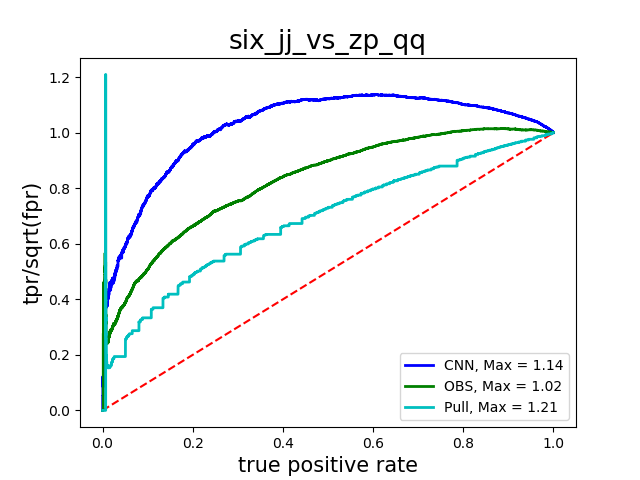 six_jj_vs_zp_qq
tpr/sqrt(fpr)
1.2
1.0
0.8
0.6
0.4
0.2
0.0
CNN, Max = 1.14
OBS, Max = 1.02
Pull, Max = 1.21
0.0 0.2 0.4 0.6 0.8 1.0
true positive rate